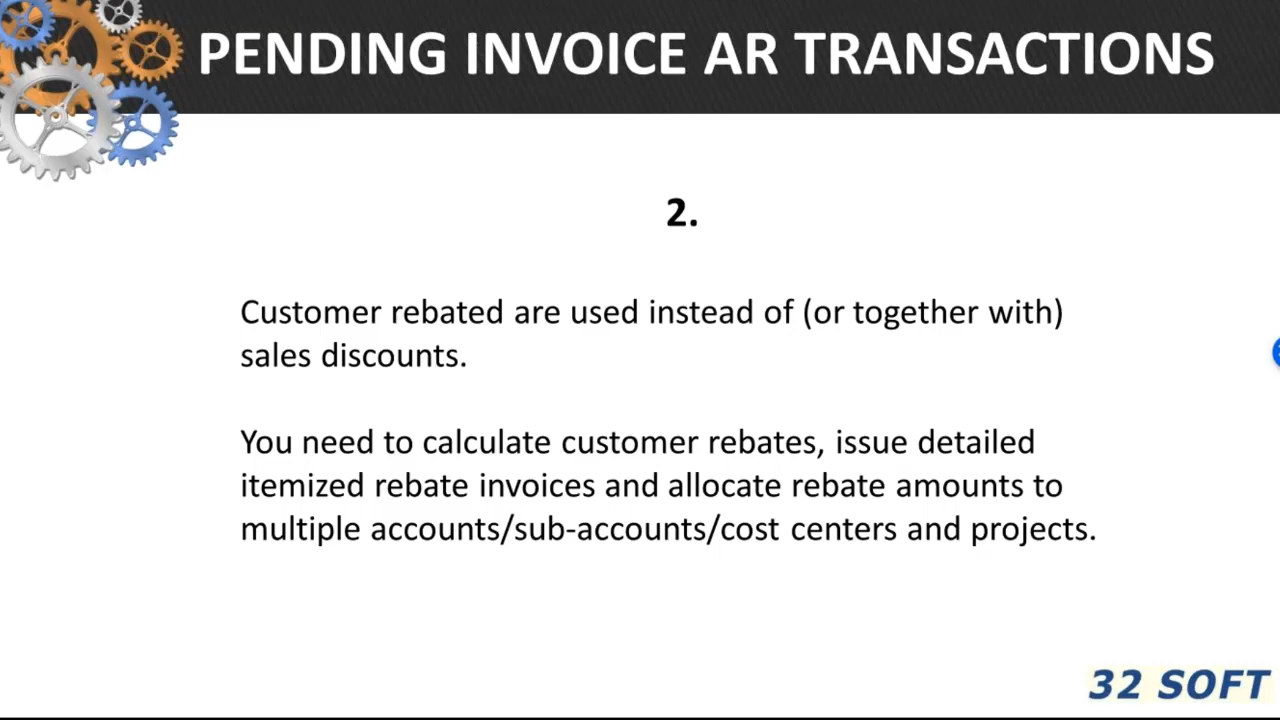 PENDING INVOICE AR TRANSACTIONS
2.
Customer rebated are used instead of (or together with)
sales discounts.
You need to calculate customer rebates, issue detailed
itemized rebate invoices and allocate rebate amounts to
multiple accounts/sub-accounts/cost centers and projects.
32 SOFT